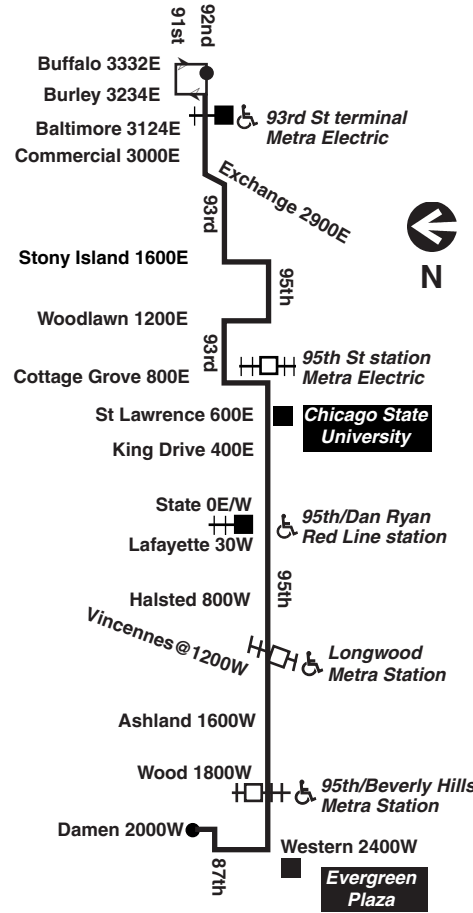 91st
92nd
Buffalo 3332E
Burley 3234E
Baltimore 3124E
93rd St terminal
Metra Electric
Commercial 3000E
Exchange 2900E
93rd
N
Stony Island 1600E
95th
Woodlawn 1200E
93rd
95th St station
Metra Electric
Cottage Grove 800E
St Lawrence 600E
Chicago State
University
King Drive 400E
State 0E/W
95th/Dan Ryan
Red Line station
Lafayette 30W
95th
Halsted 800W
Vincennes@1200W
Longwood
Metra Station
Ashland 1600W
Wood 1800W
95th/Beverly Hills
Metra Station
Damen 2000W
87th
Western 2400W
Evergreen
Plaza